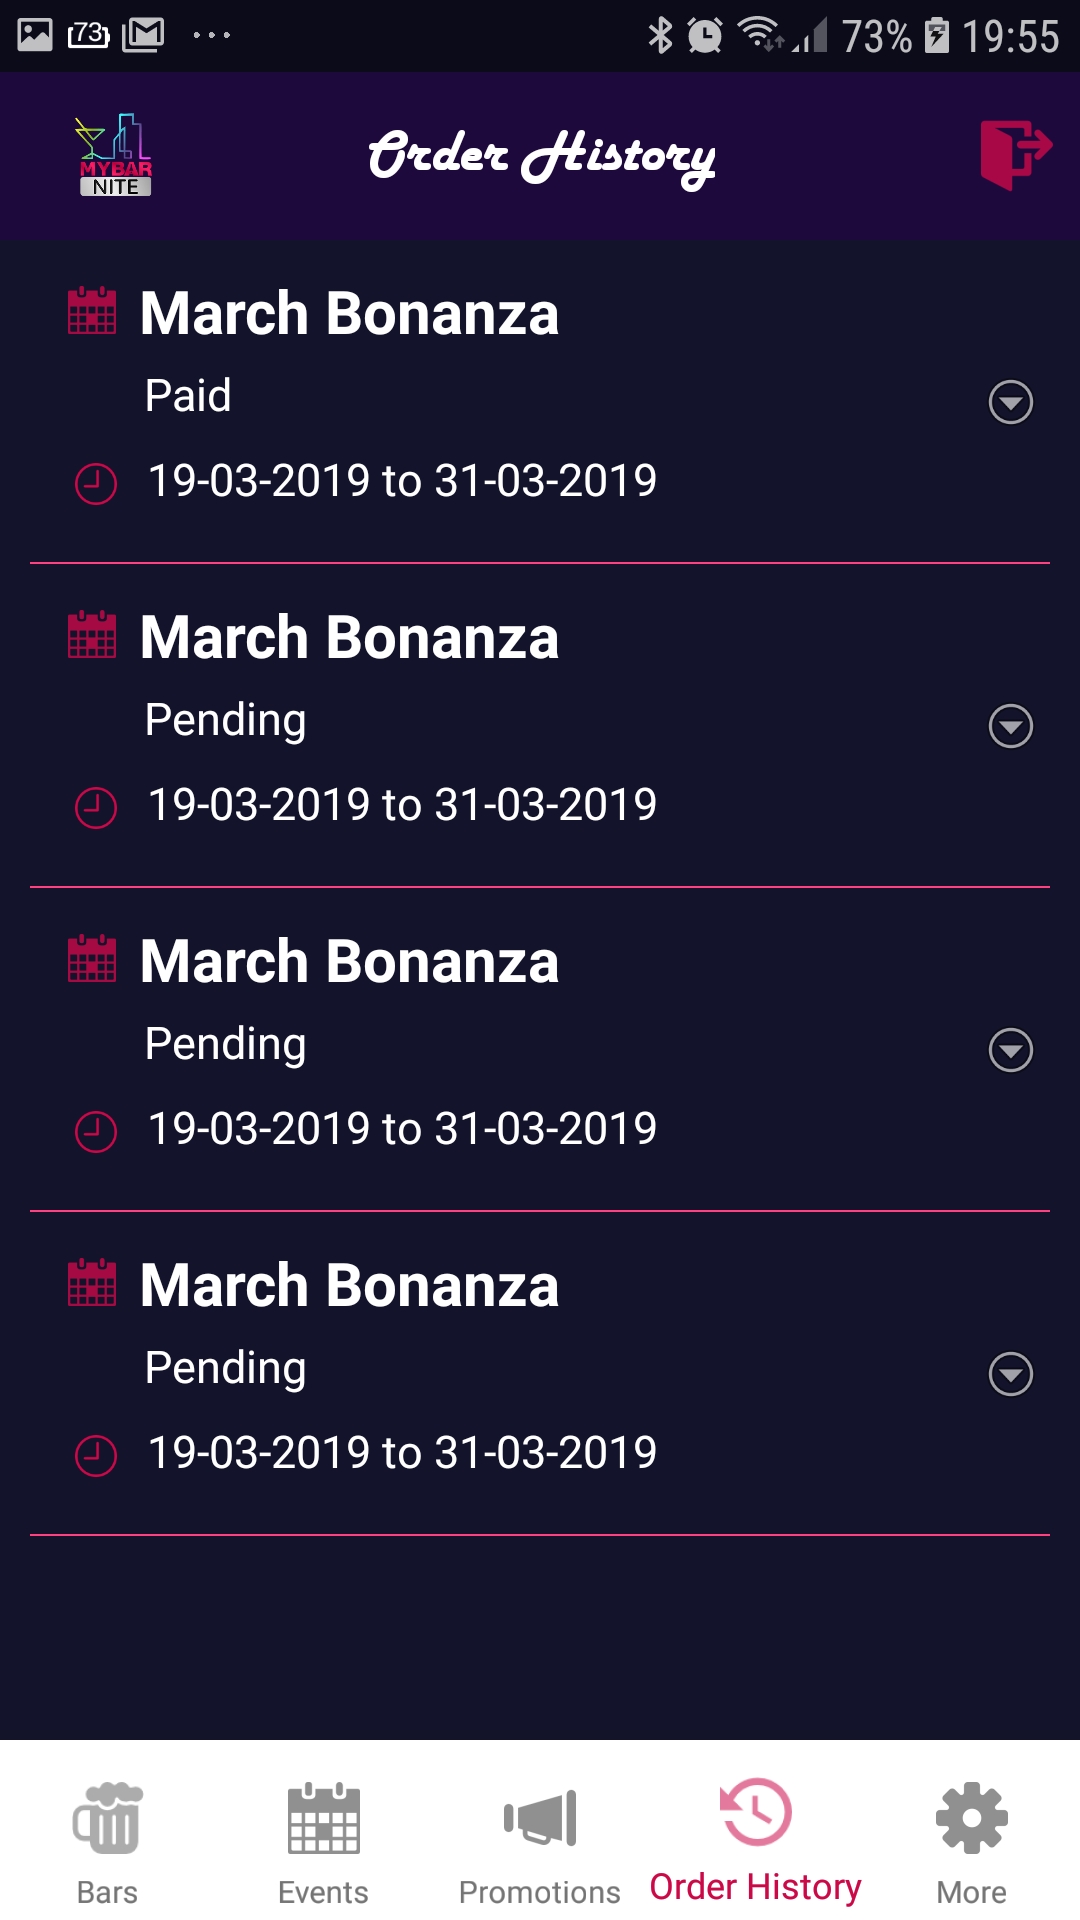 73 73% 19:55
MYBAR
NITE
Order History
March Bonanza
Paid
19-03-2019 to 31-03-2019
March Bonanza
Pending
19-03-2019 to 31-03-2019
March Bonanza
Pending
19-03-2019 to 31-03-2019
March Bonanza
Pending
19-03-2019 to 31-03-2019
Bars Events Promotions Order History More